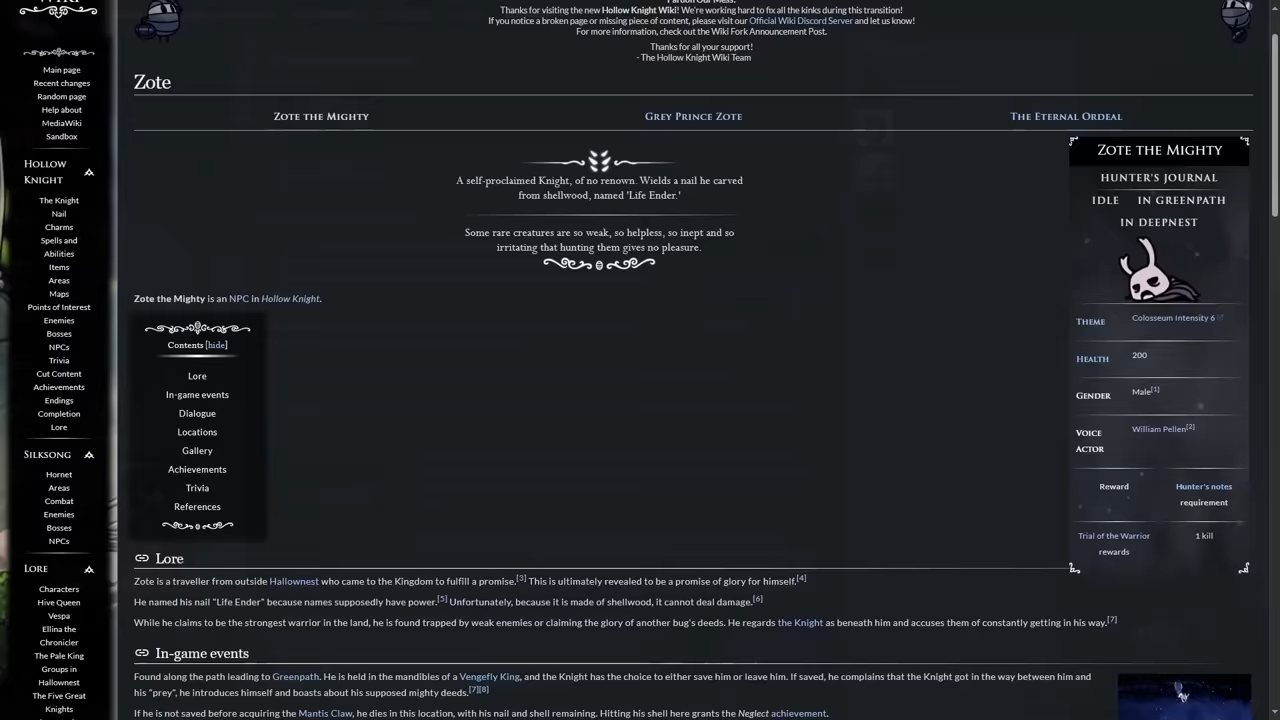 Thanks for visiting the new Hollow Knight Wiki! We're working hard to fix all the kinks during this transition!
If you notice a broken page or missing piece of content, please visit our Official Wiki Discord Server and let us know!
For more information, check out the Wiki Fork Announcement Post.
Thanks for all your support!
- The Hollow Knight Wiki Team
Main page
Recent changes
Random page
Help about
MediaWiki
Sandbox
Hollow
Knight
The Knight
Nail
Charms
Spells and
Abilities
Items
Areas
Maps
Points of Interest
Enemies
Bosses
NPCs
Trivia
Cut Content
Achievements
Endings
Completion
Lore
Silksong
Hornet
Areas
Combat
Enemies
Bosses
NPCs
Lore
Characters
Hive Queen
Vespa
Ellina the
Chronicler
The Pale King
Groups in
Hallownest
The Five Great
Knights
Zote
Zote the Mighty
Grey Prince Zote
The Eternal Ordeal
A self-proclaimed Knight, of no renown. Wields a nail he carved
from shellwood, named 'Life Ender.'
Some rare creatures are so weak, so helpless, so inept and so
irritating that hunting them gives no pleasure.
Zote the Mighty is an NPC in Hollow Knight.
Contents [hide]
Lore
In-game events
Dialogue
Locations
Gallery
Achievements
Trivia
References
Zote the Mighty
HUNTER'S JOURNAL
IDLE IN GREENPATH
IN DEEPNEST
Theme Colosseum Intensity 6
Health 200
Gender Male[1]
Voice
Actor William Pellen[2]
Reward Hunter's notes
requirement
Trial of the Warrior
rewards 1 kill
Lore
Zote is a traveller from outside Hallownest who came to the Kingdom to fulfill a promise.[3] This is ultimately revealed to be a promise of glory for himself.[4]
He named his nail "Life Ender" because names supposedly have power.[5] Unfortunately, because it is made of shellwood, it cannot deal damage.[6]
While he claims to be the strongest warrior in the land, he is found trapped by weak enemies or claiming the glory of another bug's deeds. He regards the Knight as beneath him and accuses them of constantly getting in his way.[7]
In-game events
Found along the path leading to Greenpath. He is held in the mandibles of a Vengefly King, and the Knight has the choice to either save him or leave him. If saved, he complains that the Knight got in the way between him and
his "prey", he introduces himself and boasts about his supposed mighty deeds.[7][8]
If he is not saved before acquiring the Mantis Claw, he dies in this location, with his nail and shell remaining. Hitting his shell here grants the Neglect achievement.